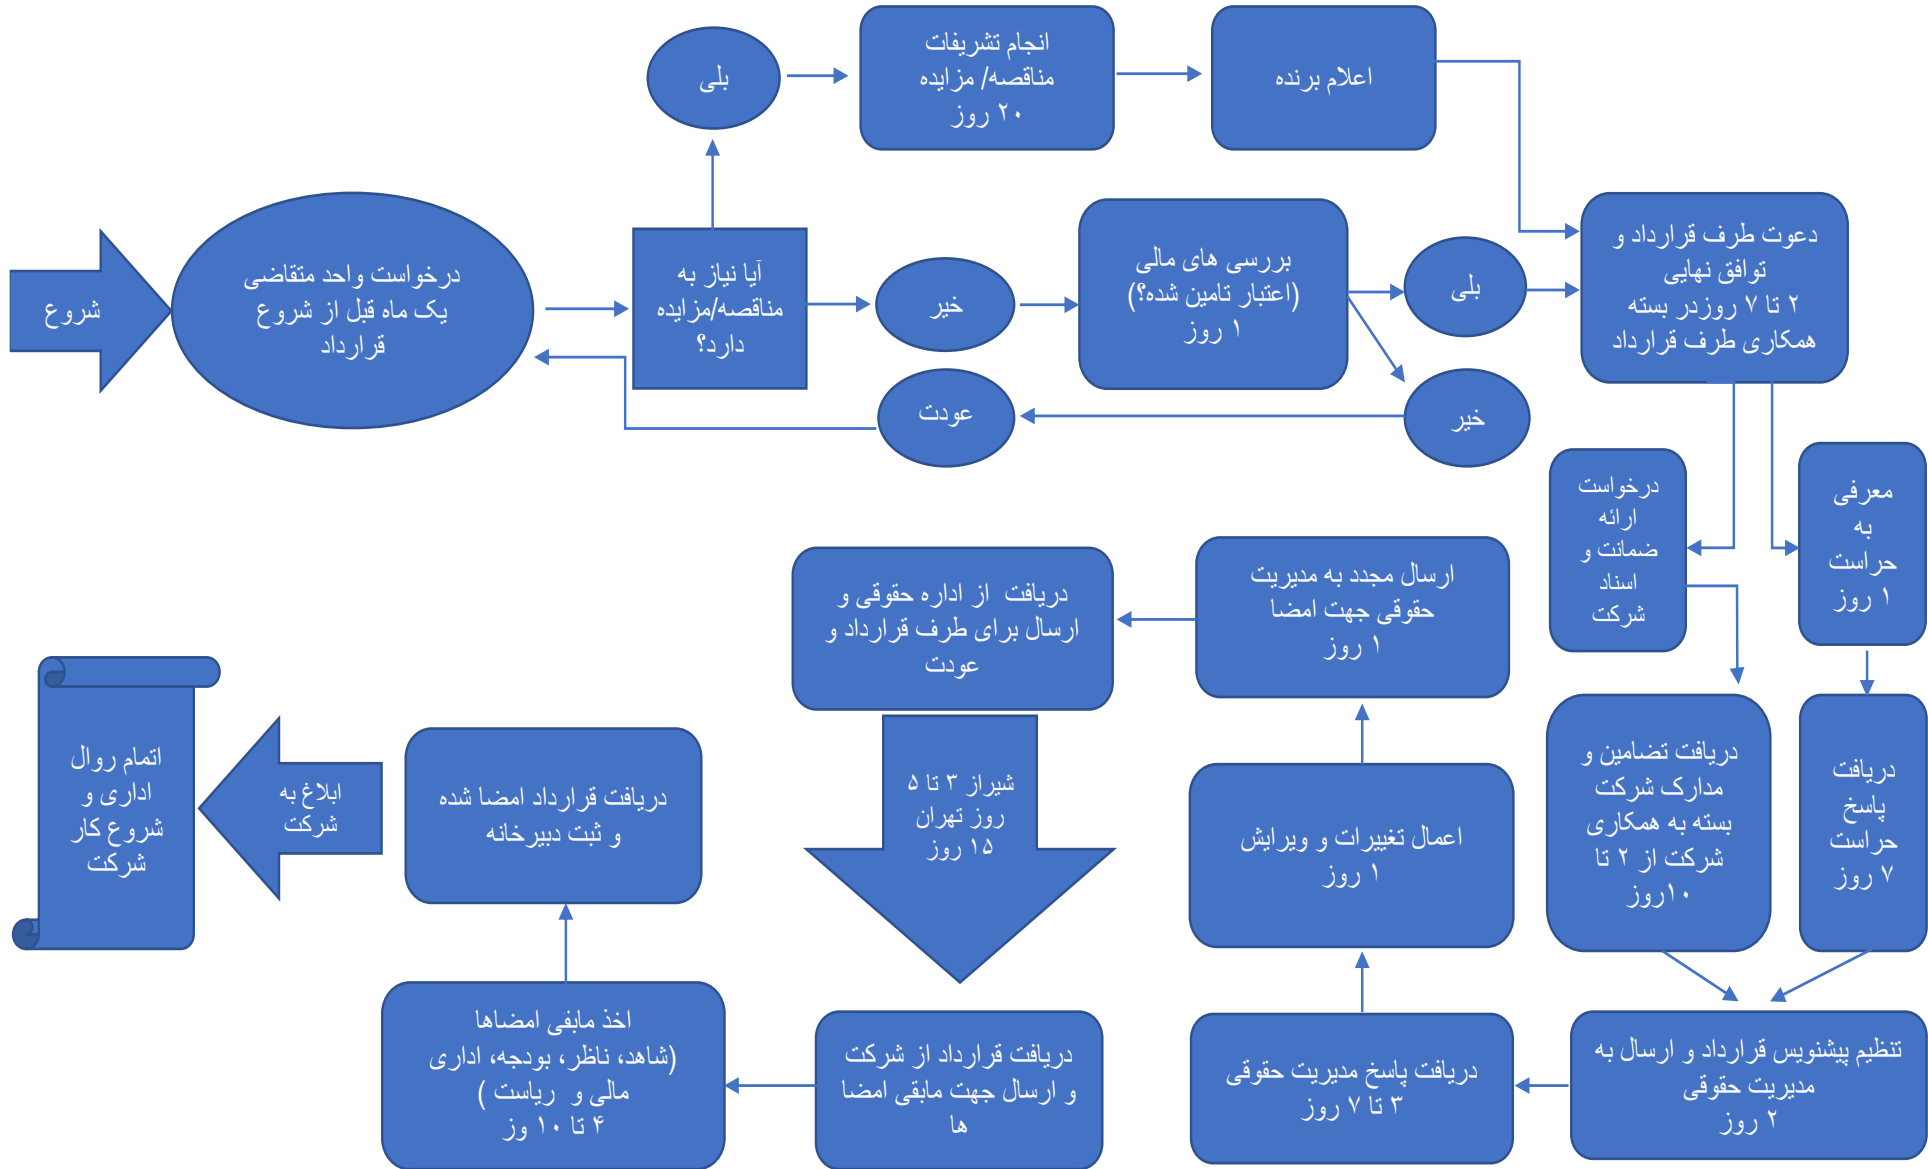 شروع
درخواست واحد متقاضی
یک ماه قبل از شروع
قرارداد
آیا نیاز به
مناقصه/مزایده
دارد؟
بلی
انجام تشریفات
مناقصه/ مزایده
۲۰ روز
اعلام برنده
خیر
بررسی های مالی
(اعتبار تامین شده؟)
۱ روز
بلی
خیر
عودت
دعوت طرف قرارداد و
توافق نهایی
۲ تا ۷ روزدر بسته
همکاری طرف قرارداد
معرفی
به
حراست
۱ روز
درخواست
ارائه
ضمانت و
اسناد
شرکت
دریافت
پاسخ
حراست
۷ روز
دریافت تضامین و
مدارک شرکت
بسته به همکاری
شرکت از ۲ تا
۱۰روز
تنظیم پیشنویس قرارداد و ارسال به
مدیریت حقوقی
۲ روز
دریافت پاسخ مدیریت حقوقی
۳ تا ۷ روز
اعمال تغییرات و ویرایش
۱ روز
ارسال مجدد به مدیریت
حقوقی جهت امضا
۱ روز
دریافت از اداره حقوقی و
ارسال برای طرف قرارداد و
عودت
شیراز ۳ تا ۵
روز تهران
۱۵ روز
دریافت قرارداد از شرکت
و ارسال جهت مابقی امضا
ها
اخذ مابقی امضاها
(شاهد، ناظر، بودجه، اداری
مالی و ریاست )
۴ تا ۱۰ وز
دریافت قرارداد امضا شده
و ثبت دبیرخانه
ابلاغ به
شرکت
اتمام روال
اداری و
شروع کار
شرکت